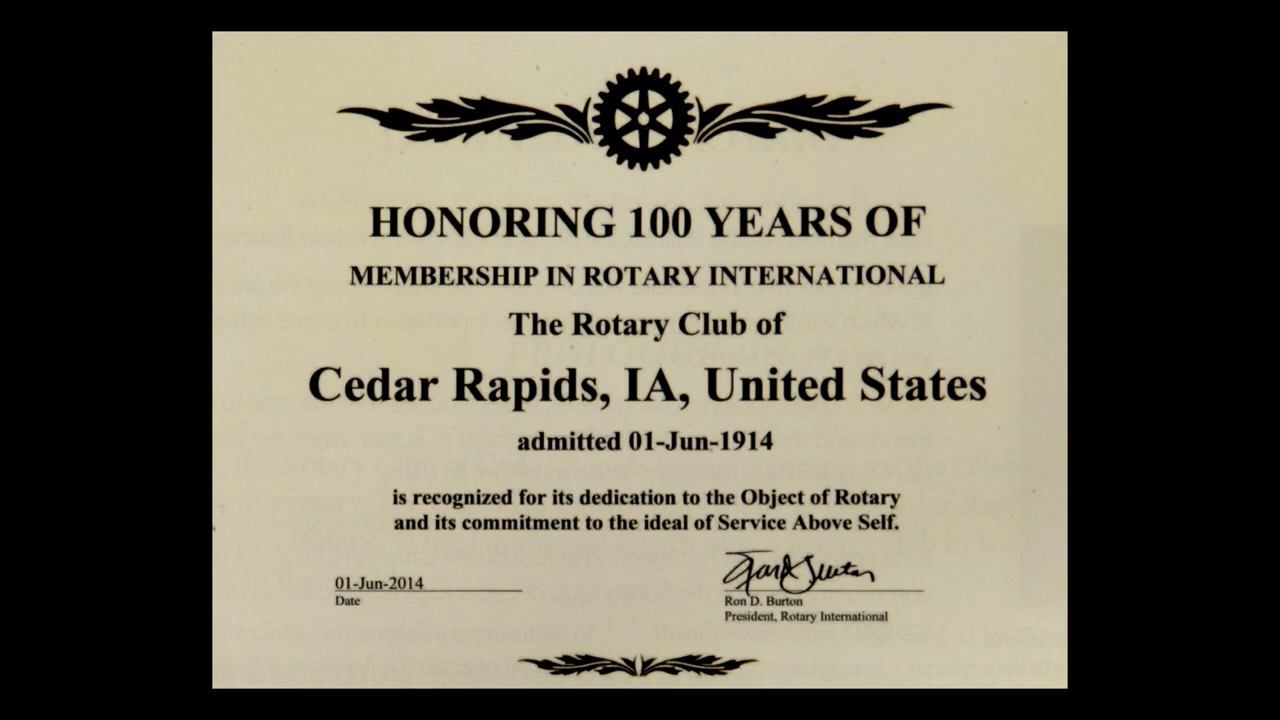 HONORING 100 YEARS OF
MEMBERSHIP IN ROTARY INTERNATIONAL
The Rotary Club of
Cedar Rapids, IA, United States
admitted 01-Jun-1914
is recognized for its dedication to the Object of Rotary
and its commitment to the ideal of Service Above Self.
01-Jun-2014
Date
Ron D. Burton
President, Rotary International